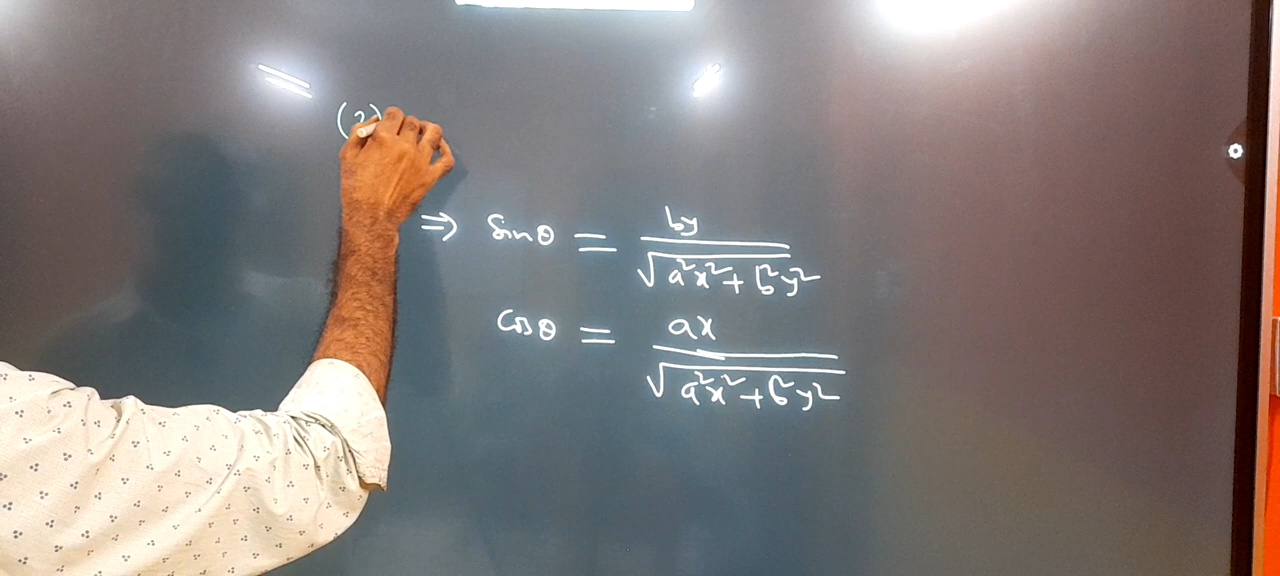 (2)
⇒ Sinθ = by / √(a²x² + b²y²)
Cosθ = ax / √(a²x² + b²y²)